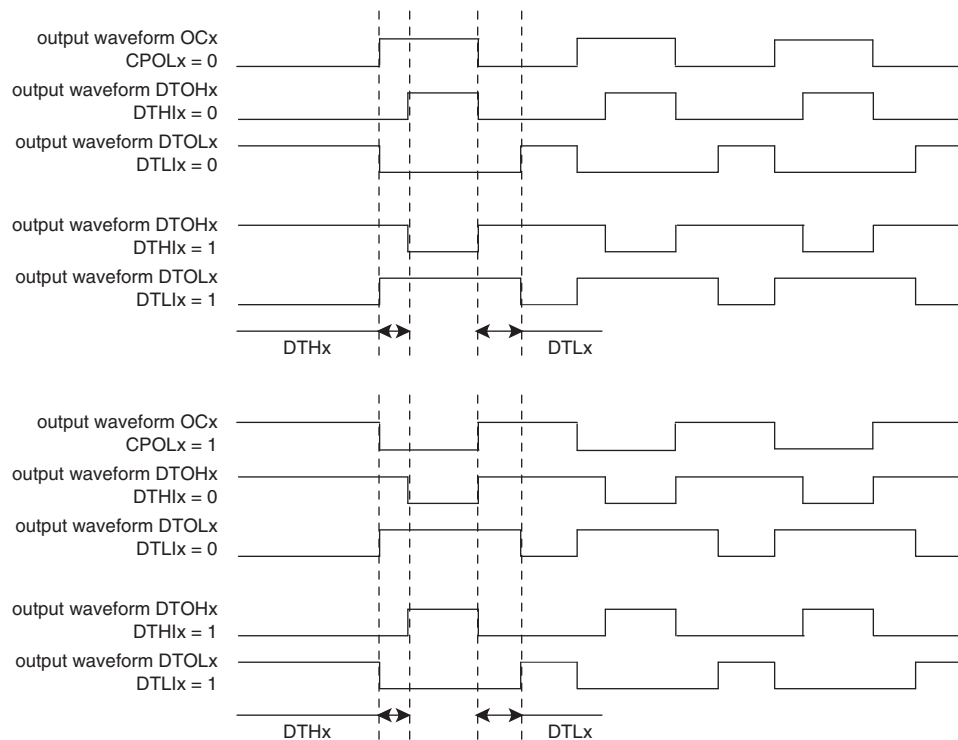 output waveform OCx
CPOLx = 0
output waveform DTOHx
DTHIx = 0
output waveform DTOLx
DTLIx = 0
output waveform DTOHx
DTHIx = 1
output waveform DTOLx
DTLIx = 1
DTHx DTLx
output waveform OCx
CPOLx = 1
output waveform DTOHx
DTHIx = 0
output waveform DTOLx
DTLIx = 0
output waveform DTOHx
DTHIx = 1
output waveform DTOLx
DTLIx = 1
DTHx DTLx